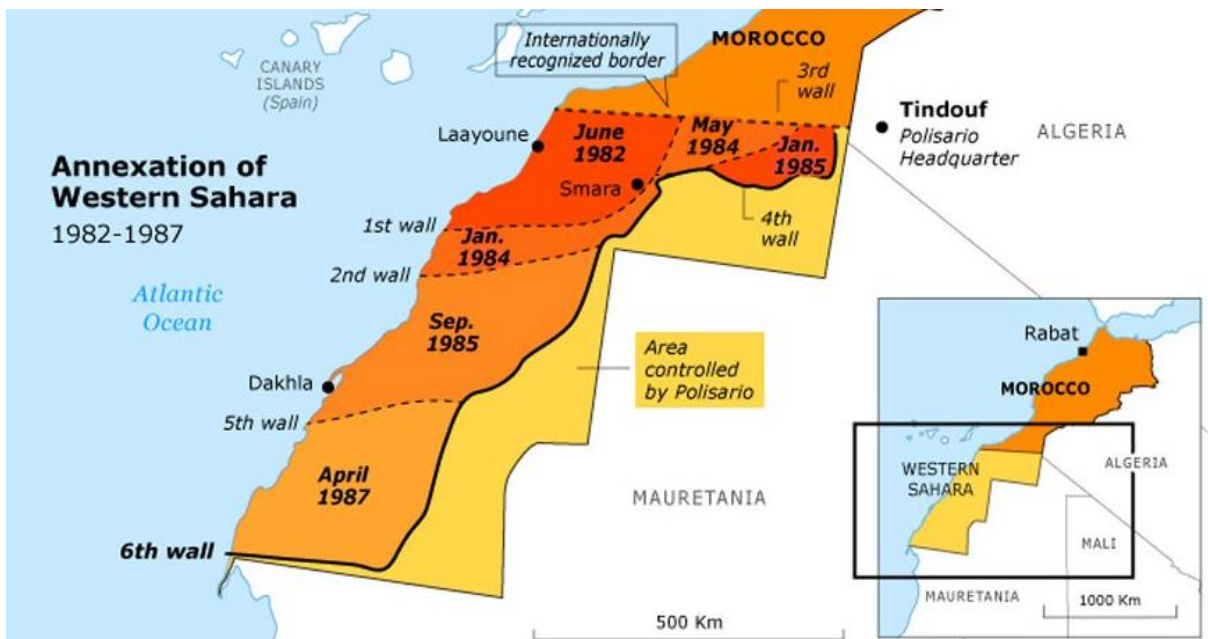 Annexation of
Western Sahara
1982-1987
CANARY
ISLANDS
(Spain)
Internationally
recognized border
MOROCCO
3rd
wall
Tindouf
Polisario
Headquarter
ALGERIA
Laayoune
June
1982
May
1984
Jan.
1985
Smara
4th
wall
1st wall
Jan.
1984
2nd wall
Atlantic
Ocean
Sep.
1985
Area
controlled
by Polisario
Dakhla
5th wall
April
1987
MAURETANIA
6th wall
500 Km
Rabat
MOROCCO
WESTERN
SAHARA
ALGERIA
MALI
MAURETANIA
1000 Km